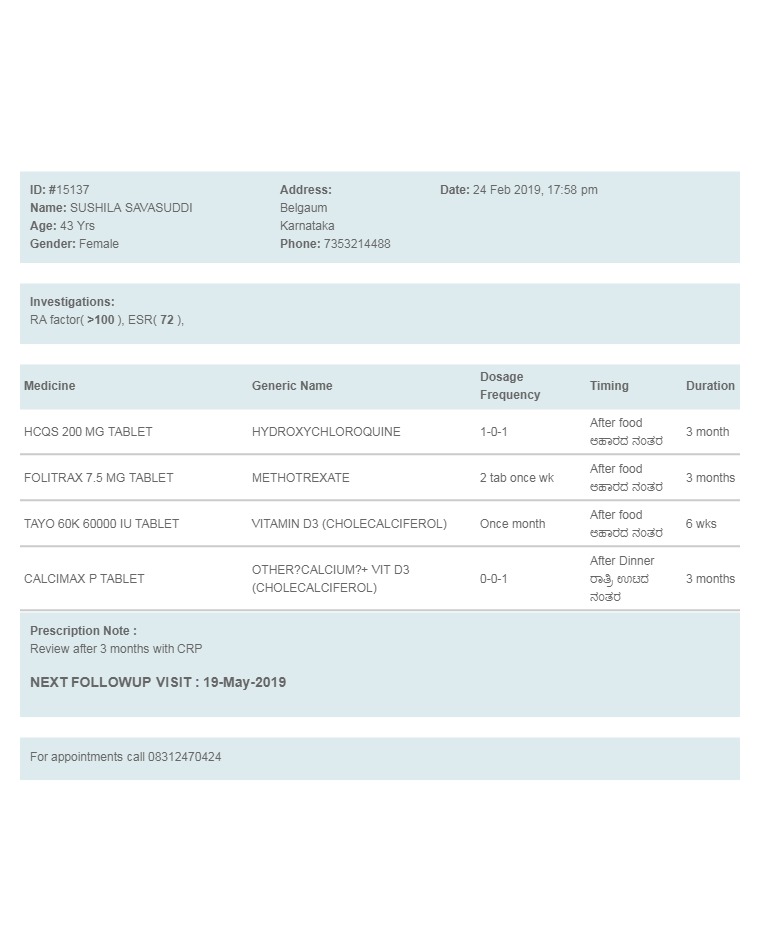 ID: #15137
Name: SUSHILA SAVASUDDI
Age: 43 Yrs
Gender: Female
Address:
Belgaum
Karnataka
Phone: 7353214488
Date: 24 Feb 2019, 17:58 pm
Investigations:
RA factor( >100 ), ESR( 72 ),
Medicine Generic Name Dosage Frequency Timing Duration
HCQS 200 MG TABLET HYDROXYCHLOROQUINE 1-0-1 After food 3 month
ಆಹಾರದ ನಂತರ
FOLITRAX 7.5 MG TABLET METHOTREXATE 2 tab once wk After food 3 months
ಆಹಾರದ ನಂತರ
TAYO 60K 60000 IU TABLET VITAMIN D3 (CHOLECALCIFEROL) Once month After food 6 wks
ಆಹಾರದ ನಂತರ
CALCIMAX P TABLET OTHER?CALCIUM?+ VIT D3 (CHOLECALCIFEROL) 0-0-1 After Dinner 3 months
ರಾತ್ರಿ ಊಟದ
ನಂತರ
Prescription Note :
Review after 3 months with CRP
NEXT FOLLOWUP VISIT : 19-May-2019
For appointments call 08312470424